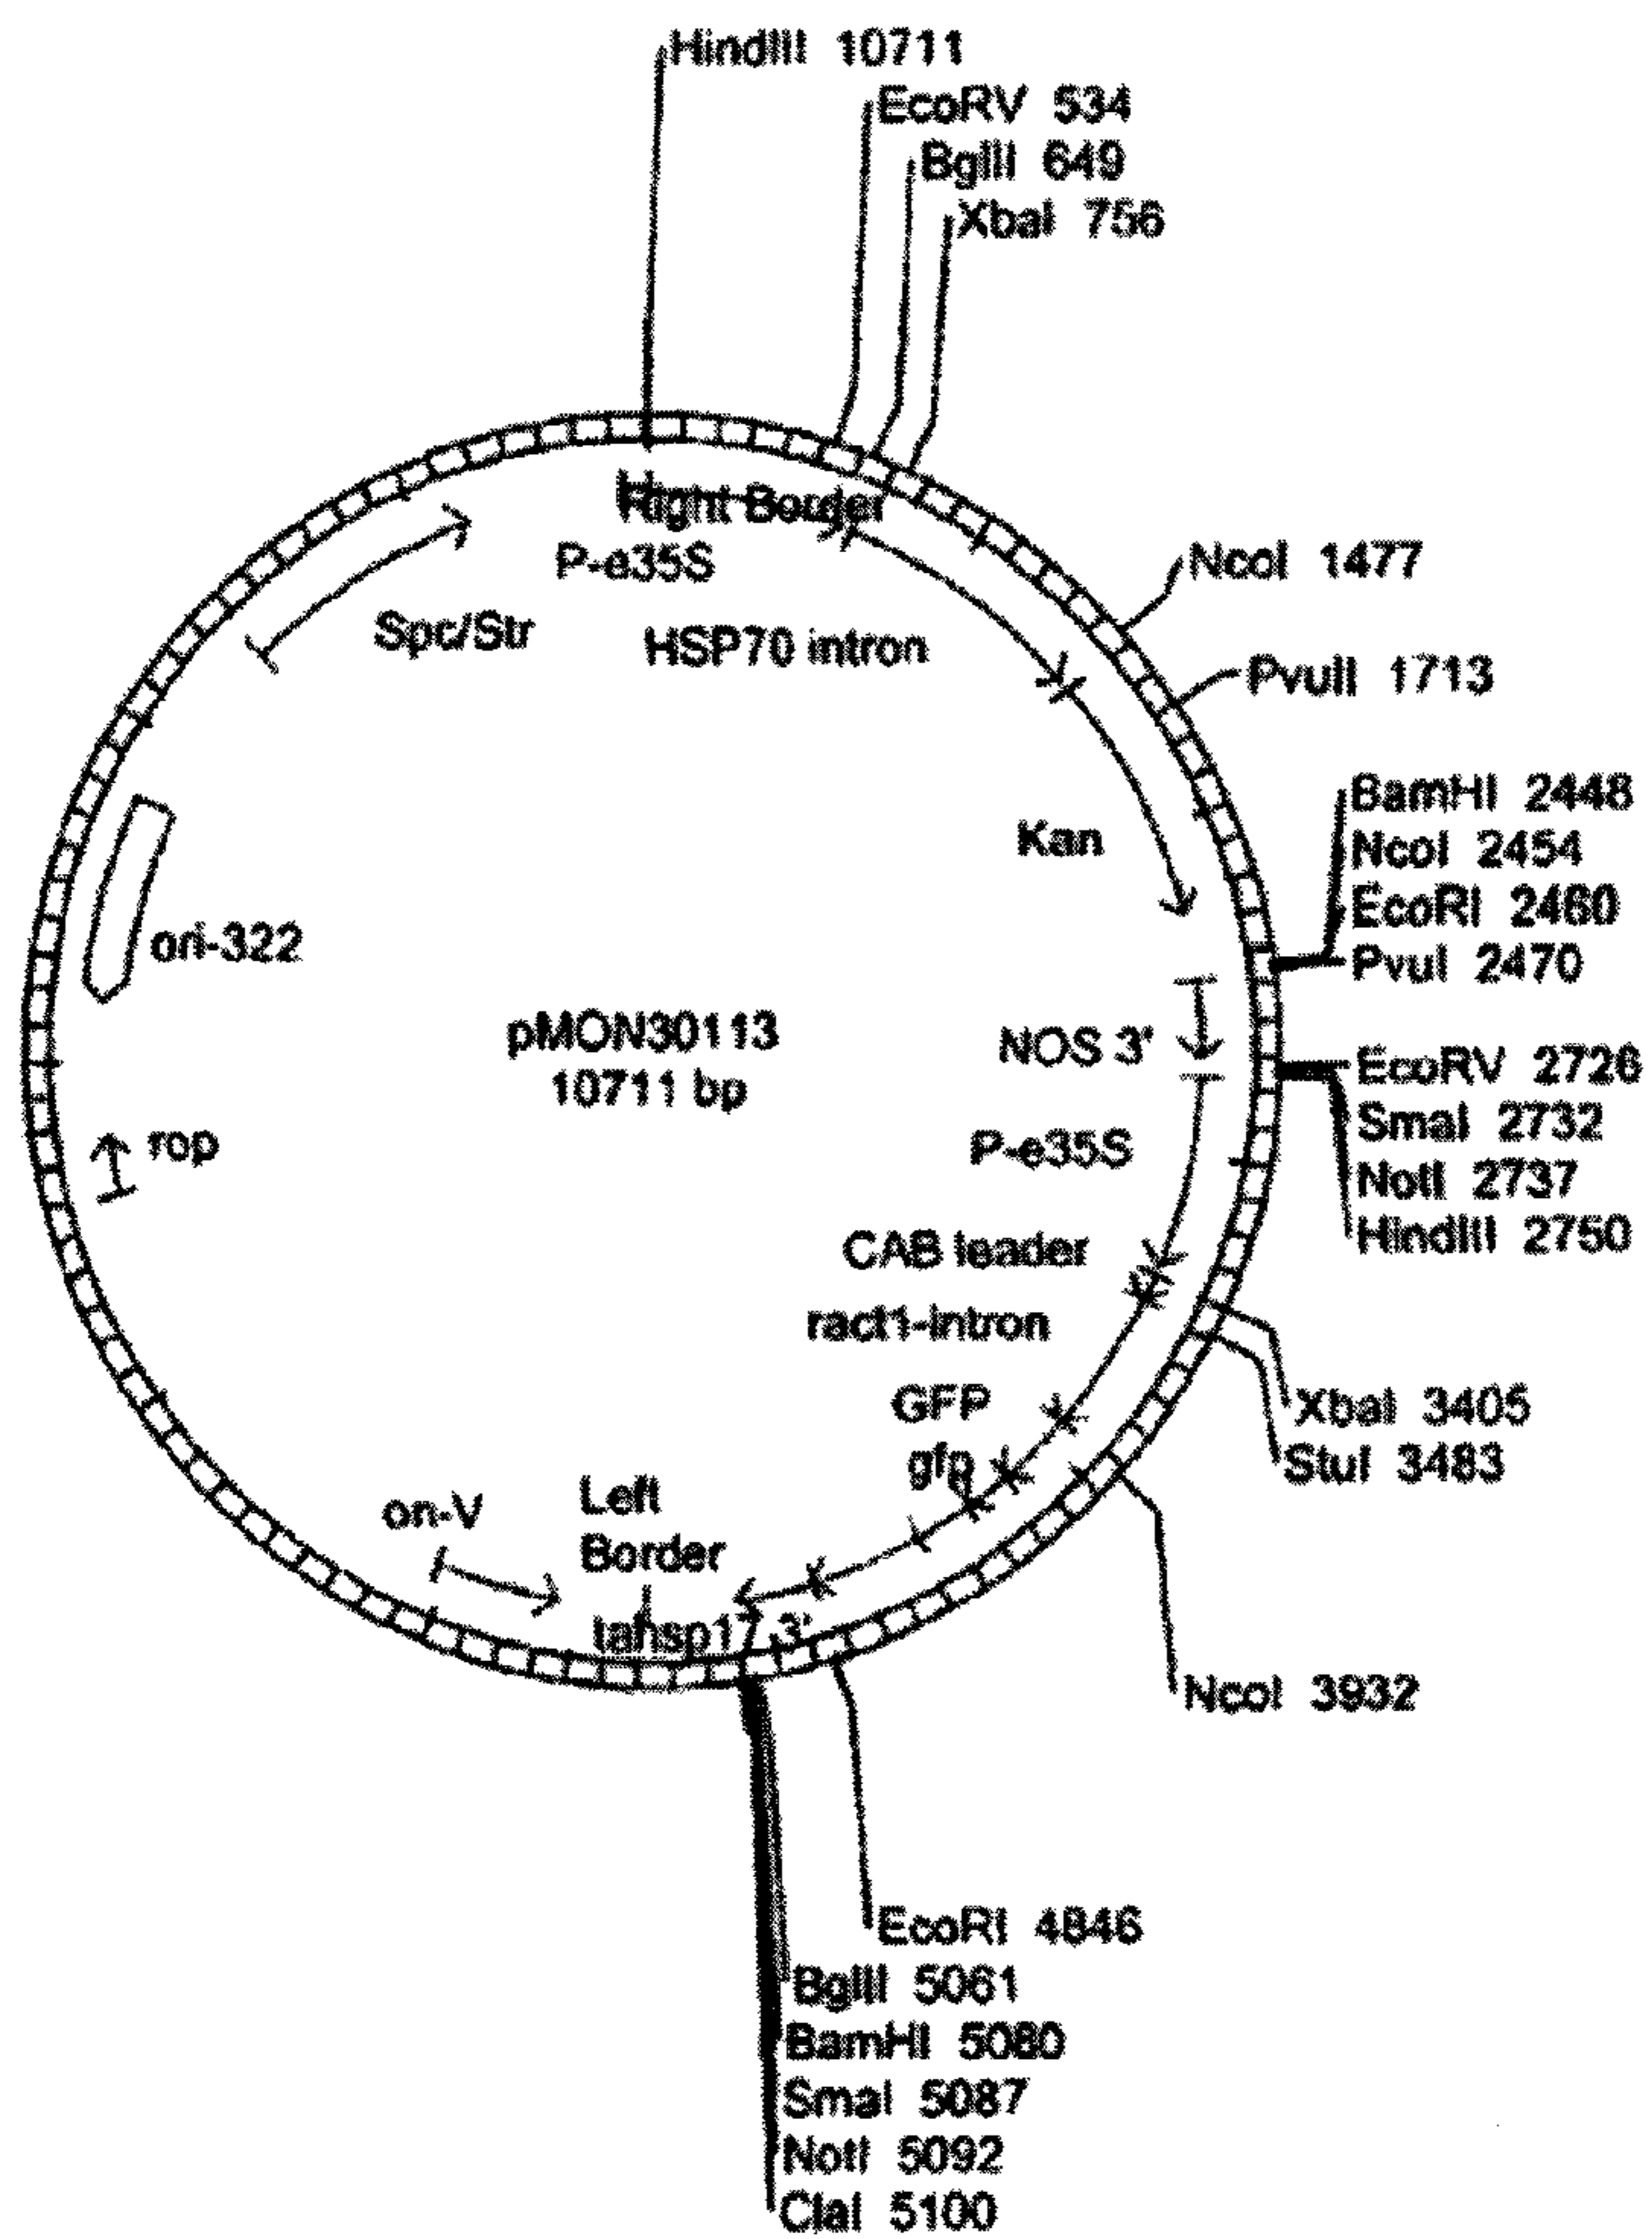 HindIII 10711
EcoRV 534
BglII 649
XbaI 756
Right Border
P-e35S
Spc/Str
HSP70 intron
NcoI 1477
PvuII 1713
Kan
BamHI 2448
NcoI 2454
EcoRI 2460
PvuI 2470
ori-322
pMON30113
10711 bp
NOS 3'
EcoRV 2726
SmaI 2732
NotI 2737
HindIII 2750
rop
P-e35S
CAB leader
ract1-intron
GFP
gfp
XbaI 3405
StuI 3483
ori-V
Left
Border
tahsp17 3'
NcoI 3932
EcoRI 4846
BglII 5061
BamHI 5080
SmaI 5087
NotI 5092
ClaI 5100